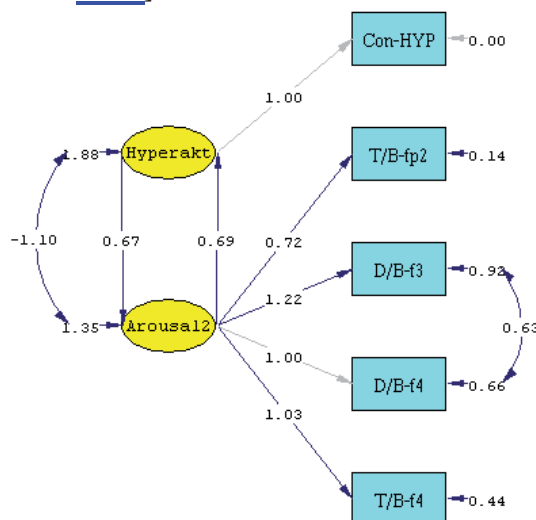 Con-HYP
0.00
1.00
1.88
Hyperakt
T/B-fp2
0.14
-1.10
0.67
0.69
0.72
D/B-f3
0.92
1.22
1.35
Arousal2
0.63
1.00
D/B-f4
0.66
1.03
T/B-f4
0.44